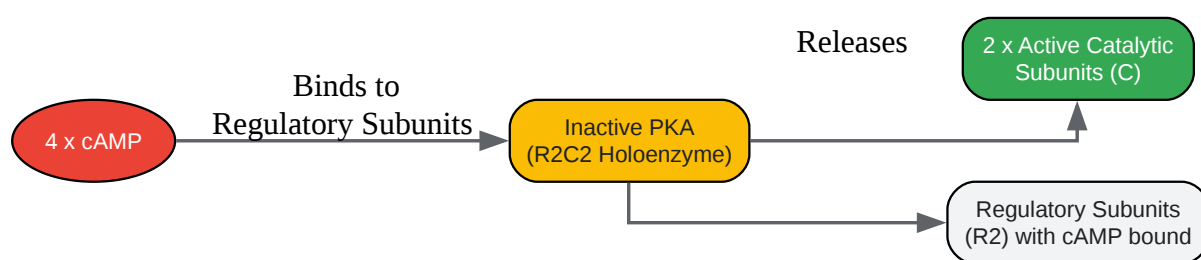 4 x cAMP
Binds to
Regulatory Subunits
Inactive PKA
(R2C2 Holoenzyme)
Releases
2 x Active Catalytic
Subunits (C)
Regulatory Subunits
(R2) with cAMP bound